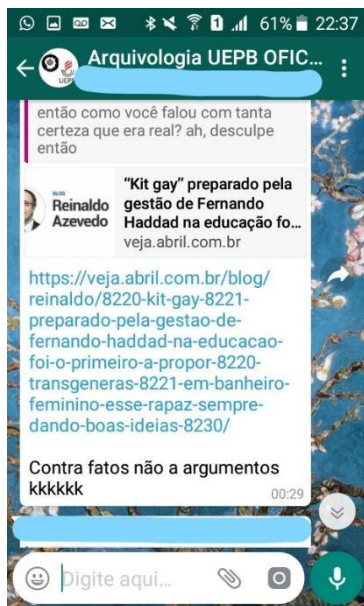 61% 22:37
Arquivologia UEPB OFIC...
UEPB
então como você falou com tanta
certeza que era real? ah, desculpe
então
BLOG
Reinaldo
Azevedo
“Kit gay” preparado pela
gestão de Fernando
Haddad na educação fo...
veja.abril.com.br
https://veja.abril.com.br/blog/
reinaldo/8220-kit-gay-8221-
preparado-pela-gestao-de-
fernando-haddad-na-educacao-
foi-o-primeiro-a-propor-8220-
transgeneras-8221-em-banheiro-
feminino-esse-rapaz-sempre-
dando-boas-ideias-8230/
Contra fatos não a argumentos
kkkkkk
00:29
Digite aqui...